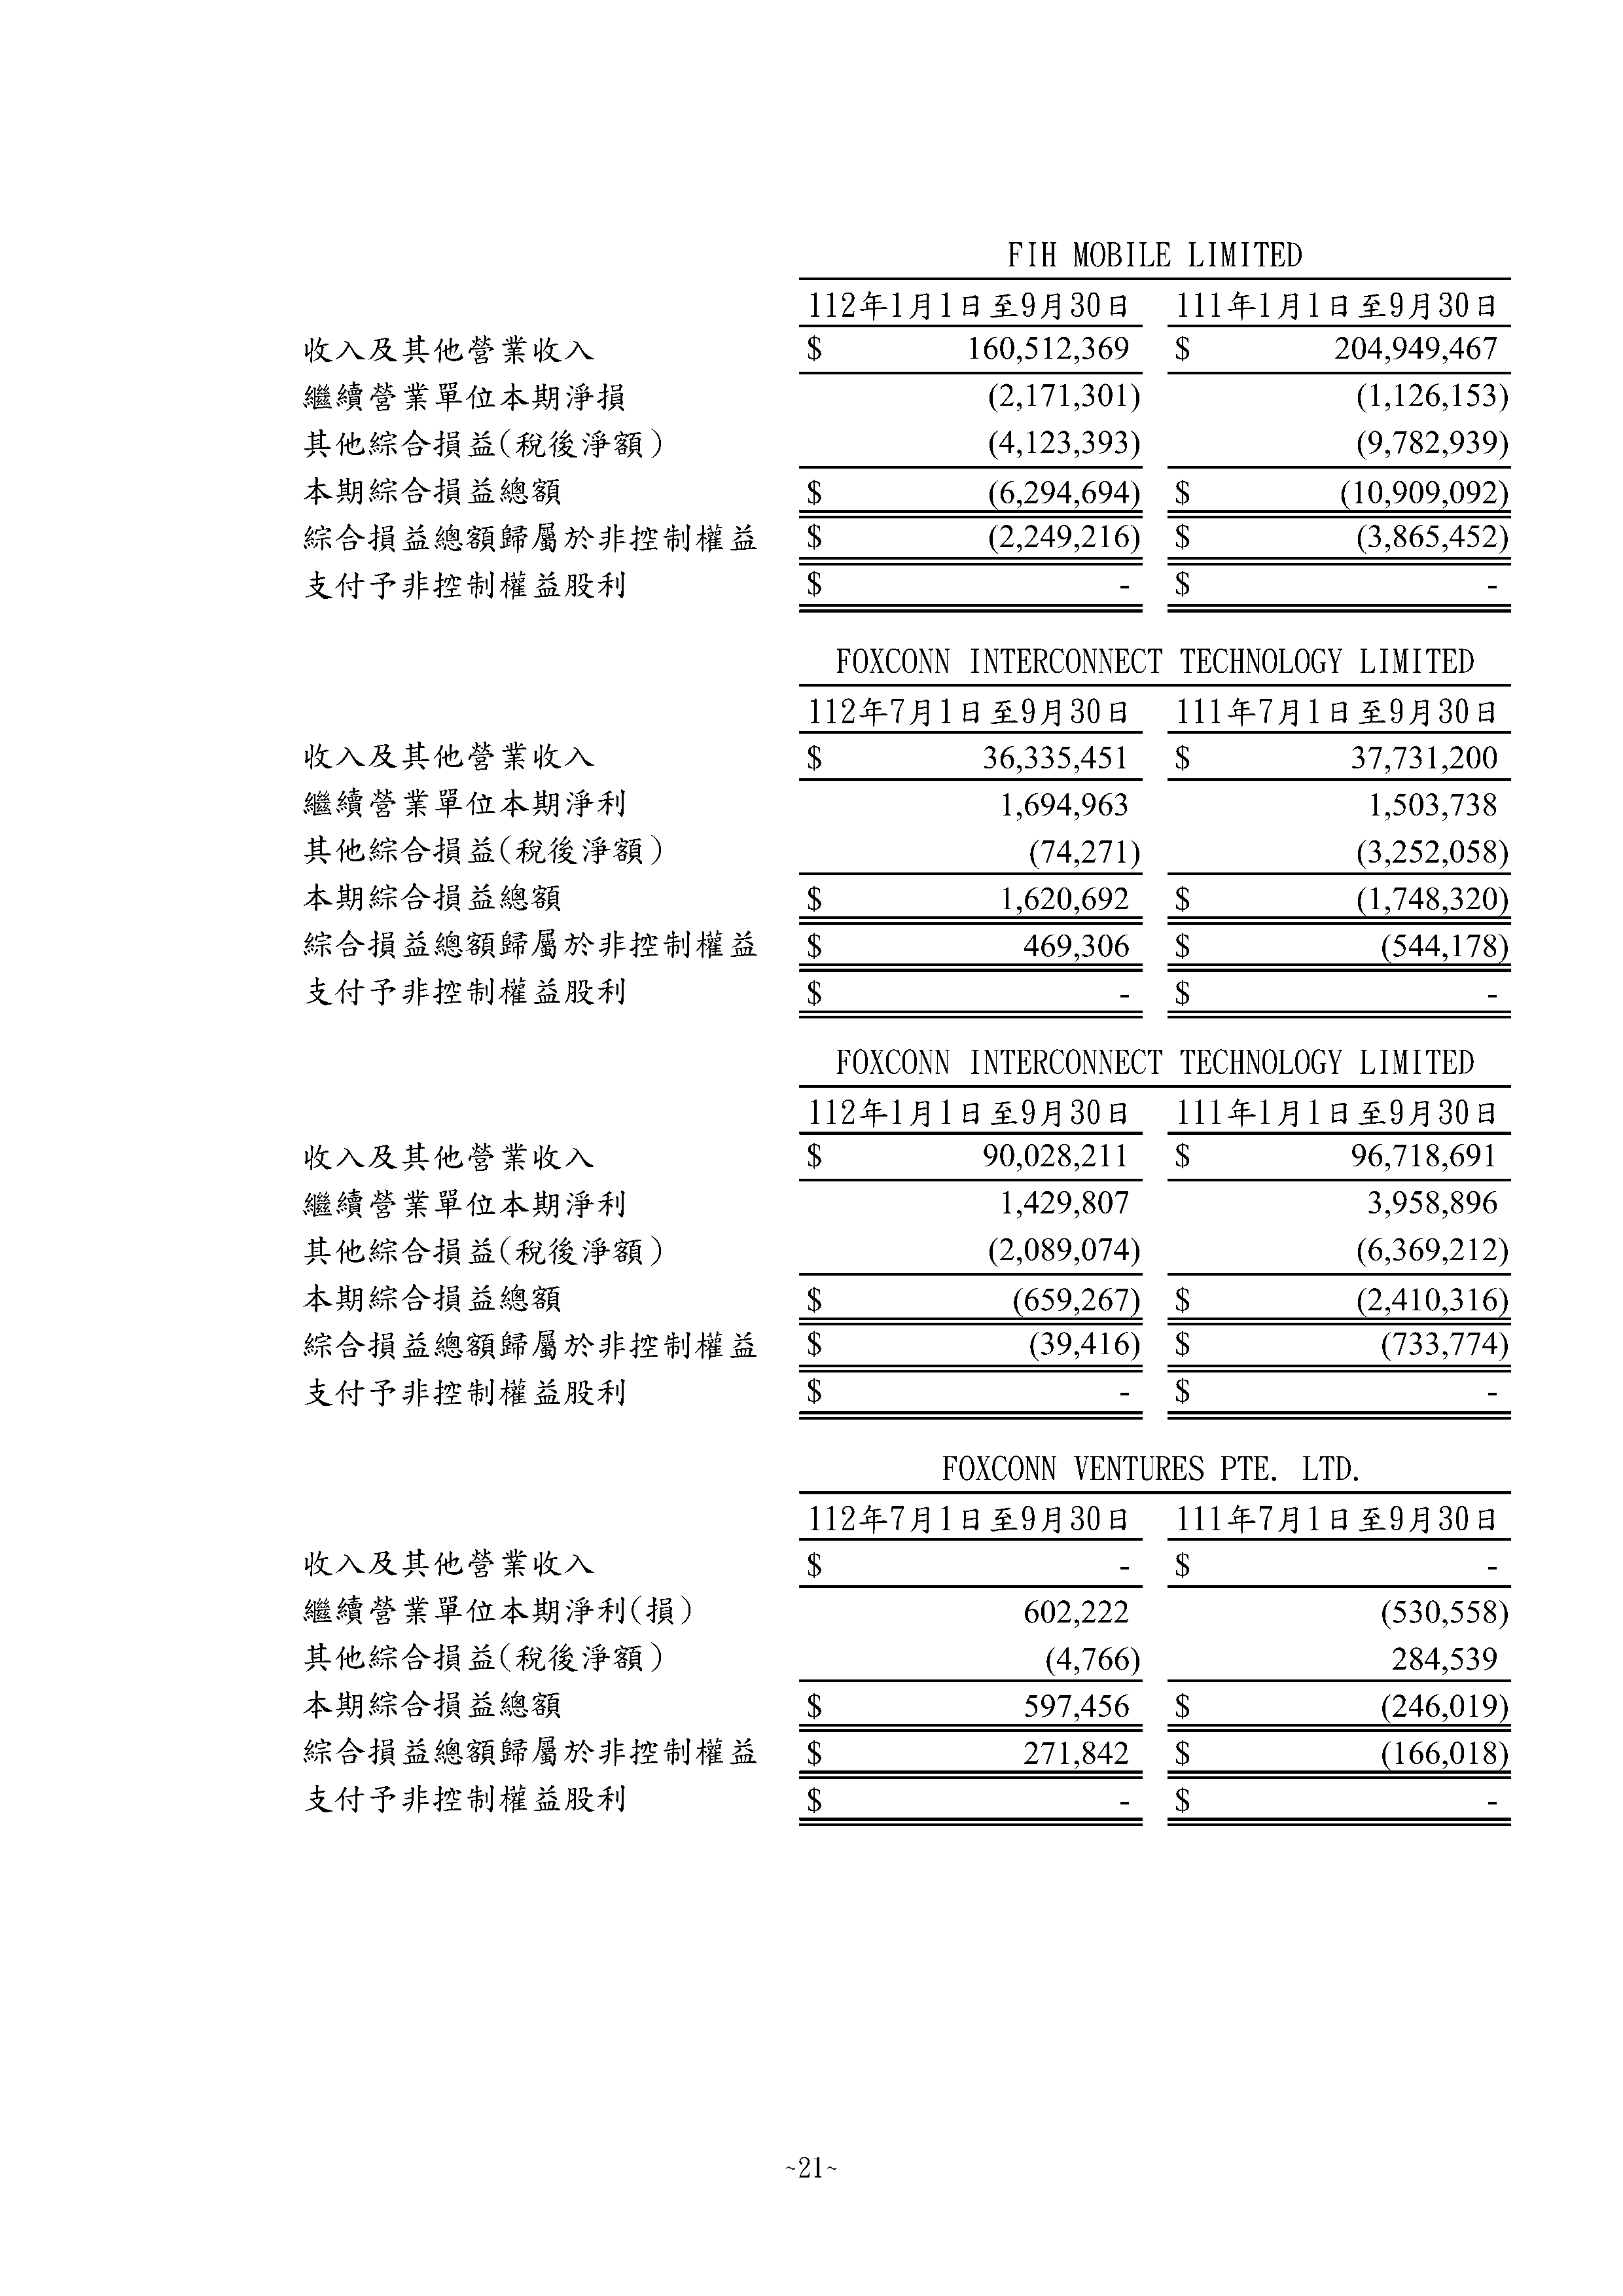 FIH MOBILE LIMITED
112年1月1日至9月30日 111年1月1日至9月30日
收入及其他營業收入 $ 160,512,369 $ 204,949,467
繼續營業單位本期淨損 (2,171,301) (1,126,153)
其他綜合損益(稅後淨額) (4,123,393) (9,782,939)
本期綜合損益總額 $ (6,294,694) $ (10,909,092)
綜合損益總額歸屬於非控制權益 $ (2,249,216) $ (3,865,452)
支付予非控制權益股利 $ - $ -
FOXCONN INTERCONNECT TECHNOLOGY LIMITED
112年7月1日至9月30日 111年7月1日至9月30日
收入及其他營業收入 $ 36,335,451 $ 37,731,200
繼續營業單位本期淨利 1,694,963 1,503,738
其他綜合損益(稅後淨額) (74,271) (3,252,058)
本期綜合損益總額 $ 1,620,692 $ (1,748,320)
綜合損益總額歸屬於非控制權益 $ 469,306 $ (544,178)
支付予非控制權益股利 $ - $ -
FOXCONN INTERCONNECT TECHNOLOGY LIMITED
112年1月1日至9月30日 111年1月1日至9月30日
收入及其他營業收入 $ 90,028,211 $ 96,718,691
繼續營業單位本期淨利 1,429,807 3,958,896
其他綜合損益(稅後淨額) (2,089,074) (6,369,212)
本期綜合損益總額 $ (659,267) $ (2,410,316)
綜合損益總額歸屬於非控制權益 $ (39,416) $ (733,774)
支付予非控制權益股利 $ - $ -
FOXCONN VENTURES PTE. LTD.
112年7月1日至9月30日 111年7月1日至9月30日
收入及其他營業收入 $ - $ -
繼續營業單位本期淨利(損) 602,222 (530,558)
其他綜合損益(稅後淨額) (4,766) 284,539
本期綜合損益總額 $ 597,456 $ (246,019)
綜合損益總額歸屬於非控制權益 $ 271,842 $ (166,018)
支付予非控制權益股利 $ - $ -
~21~